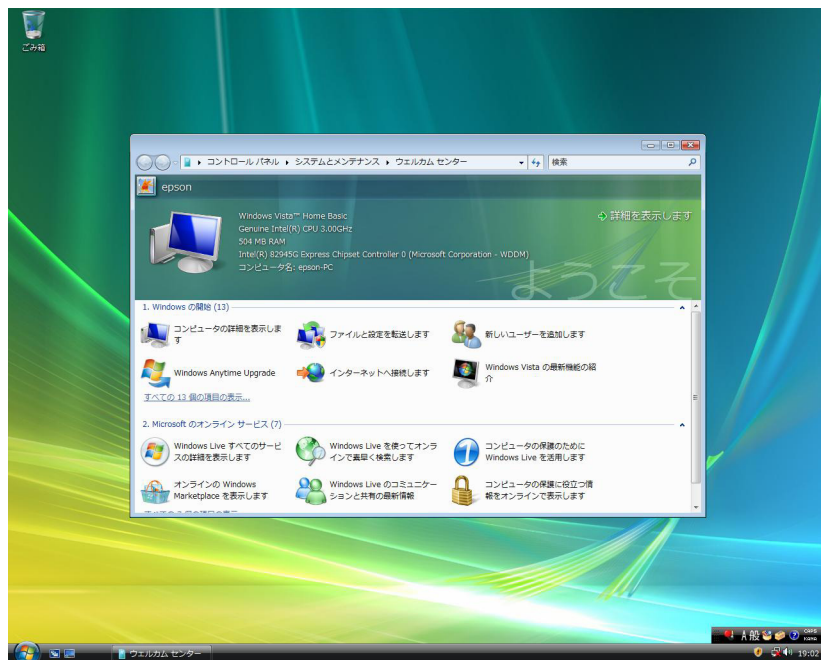 ごみ箱
コントロール パネル ▸ システムとメンテナンス ▸ ウェルカム センター
検索
epson
Windows Vista™ Home Basic
詳細を表示します
Genuine Intel(R) CPU 3.00GHz
504 MB RAM
Intel(R) 82945G Express Chipset Controller 0 (Microsoft Corporation - WDDM)
コンピュータ名: epson-PC
ようこそ
1. Windows の開始 (13)
コンピュータの詳細を表示しま
す
ファイルと設定を転送します
新しいユーザーを追加します
Windows Anytime Upgrade
インターネットへ接続します
Windows Vista の最新機能の紹
介
すべての 13 個の項目の表示...
2. Microsoft のオンライン サービス (7)
Windows Live すべてのサービ
スの詳細を表示します
Windows Live を使ってオンラ
インで素早く検索します
コンピュータの保護のために
Windows Live を活用します
オンラインの Windows
Marketplace を表示します
Windows Live のコミュニケー
ションと共有の最新情報
コンピュータの保護に役立つ情
報をオンラインで表示します
A 般
CAPS
KANA
ウェルカム センター
19:02